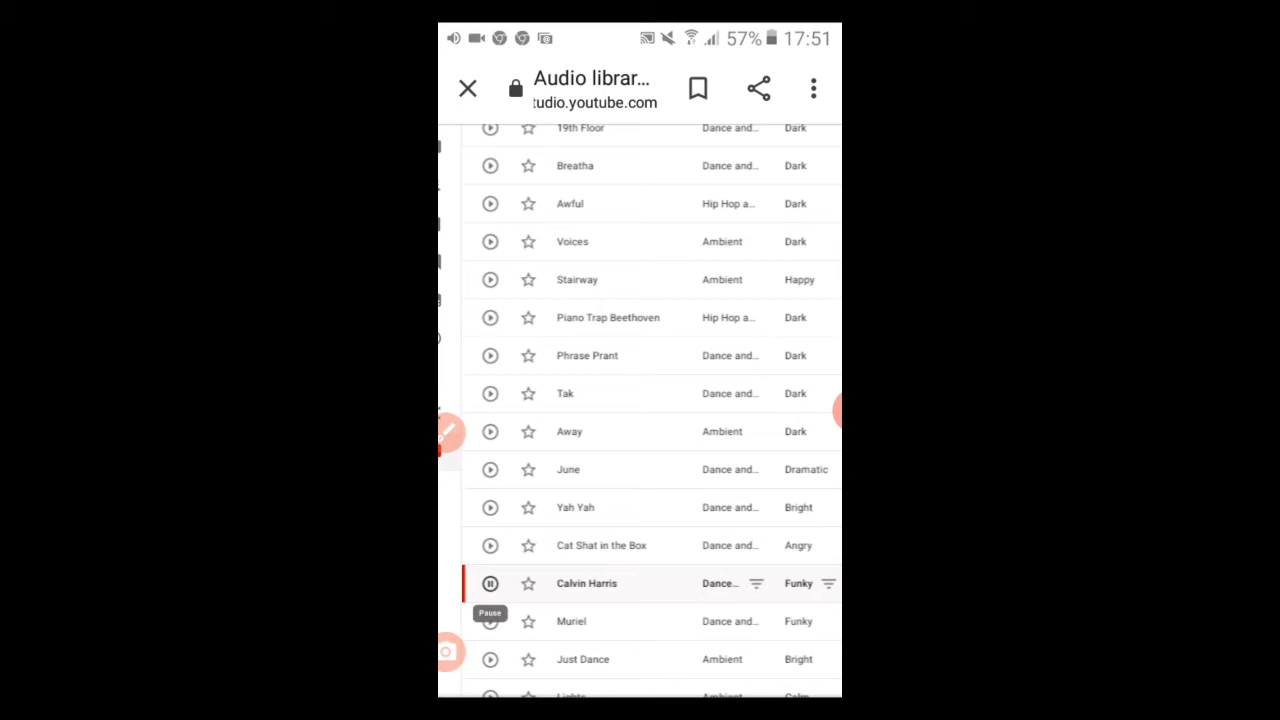 57% 17:51
Audio librar...
tudio.youtube.com
19th Floor Dance and... Dark
Breatha Dance and... Dark
Awful Hip Hop a... Dark
Voices Ambient Dark
Stairway Ambient Happy
Piano Trap Beethoven Hip Hop a... Dark
Phrase Prant Dance and... Dark
Tak Dance and... Dark
Away Ambient Dark
June Dance and... Dramatic
Yah Yah Dance and... Bright
Cat Shat in the Box Dance and... Angry
Calvin Harris Dance... Funky
Pause
Muriel Dance and... Funky
Just Dance Ambient Bright
Lights Ambient Calm